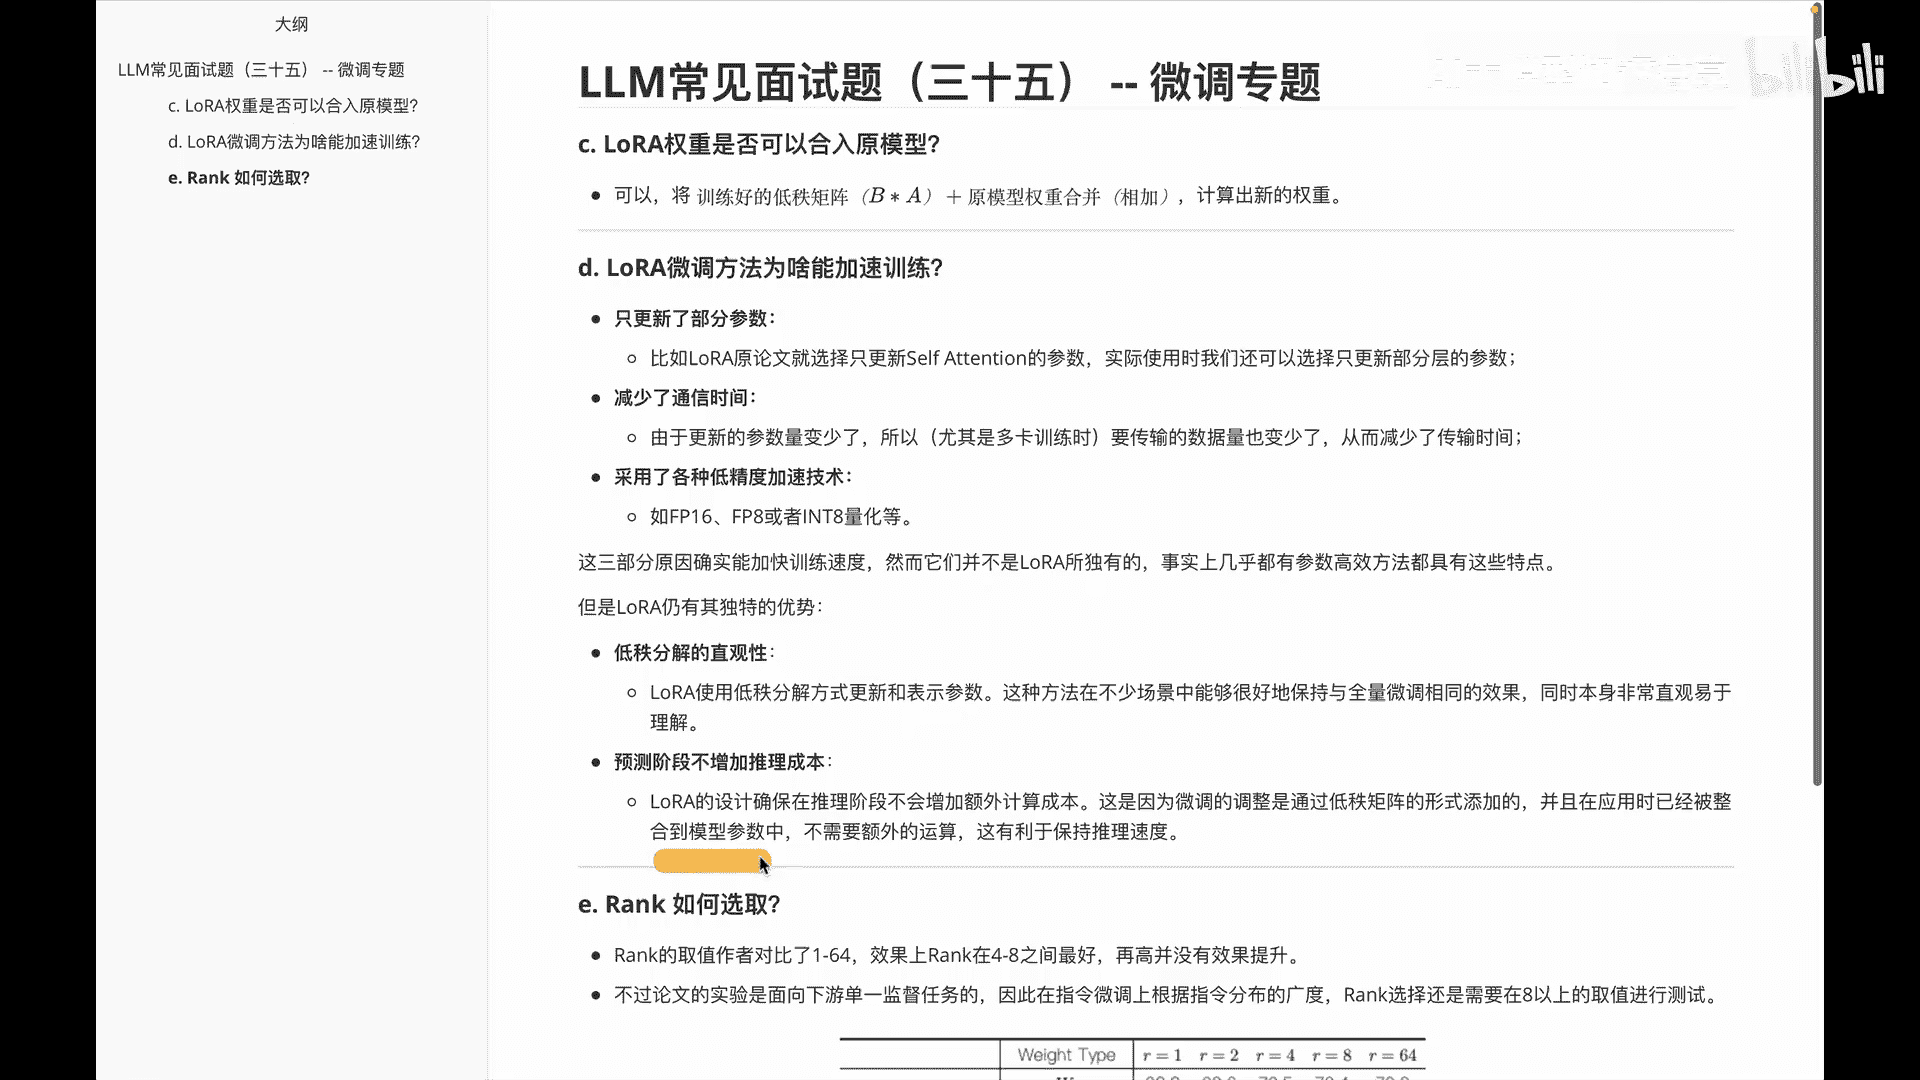 大纲
LLM常见面试题（三十五） -- 微调专题
c. LoRA权重是否可以合入原模型?
d. LoRA微调方法为啥能加速训练?
e. Rank 如何选取?
LLM常见面试题（三十五） -- 微调专题
bilibili
c. LoRA权重是否可以合入原模型?
可以，将 训练好的低秩矩阵（B * A）+ 原模型权重合并（相加），计算出新的权重。
d. LoRA微调方法为啥能加速训练?
只更新了部分参数：
比如LoRA原论文就选择只更新Self Attention的参数，实际使用时我们还可以选择只更新部分层的参数；
减少了通信时间：
由于更新的参数量变少了，所以（尤其是多卡训练时）要传输的数据量也变少了，从而减少了传输时间；
采用了各种低精度加速技术：
如FP16、FP8或者INT8量化等。
这三部分原因确实能加快训练速度，然而它们并不是LoRA所独有的，事实上几乎都有参数高效方法都具有这些特点。
但是LoRA仍有其独特的优势：
低秩分解的直观性：
LoRA使用低秩分解方式更新和表示参数。这种方法在不少场景中能够很好地保持与全量微调相同的效果，同时本身非常直观易于
理解。
预测阶段不增加推理成本：
LoRA的设计确保在推理阶段不会增加额外计算成本。这是因为微调的调整是通过低秩矩阵的形式添加的，并且在应用时已经被整
合到模型参数中，不需要额外的运算，这有利于保持推理速度。
e. Rank 如何选取?
Rank的取值作者对比了1-64，效果上Rank在4-8之间最好，再高并没有效果提升。
不过论文的实验是面向下游单一监督任务的，因此在指令微调上根据指令分布的广度，Rank选择还是需要在8以上的取值进行测试。
Weight Type r = 1 r = 2 r = 4 r = 8 r = 64